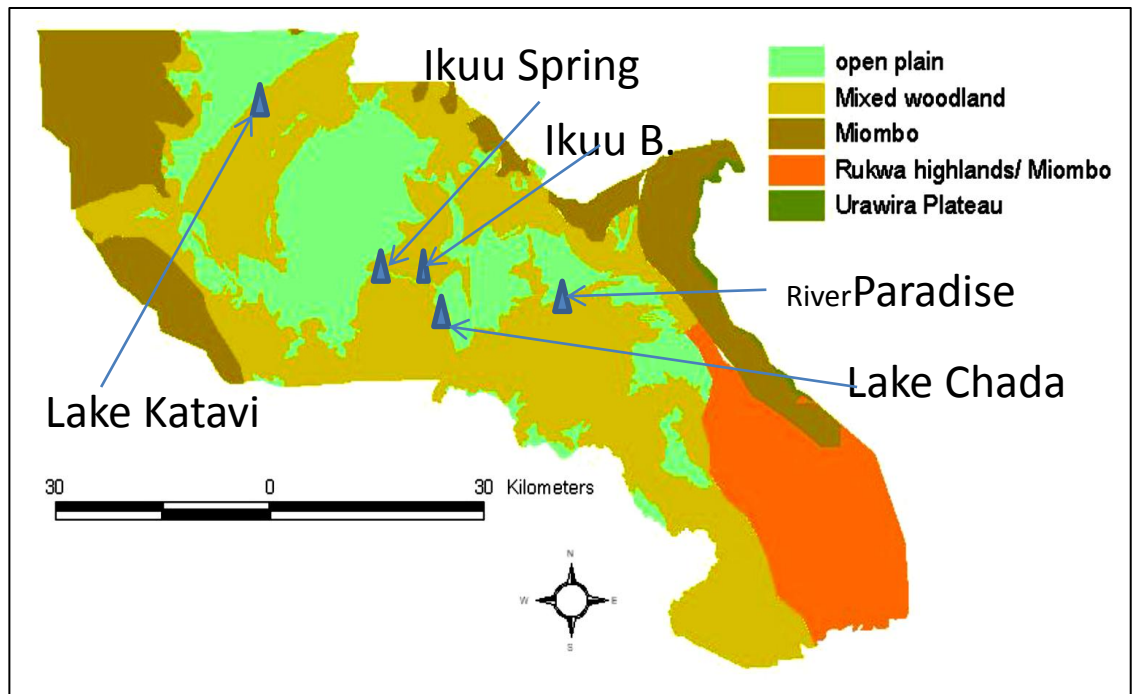 Ikuu Spring
Ikuu B.
open plain
Mixed woodland
Miombo
Rukwa highlands/ Miombo
Urawira Plateau
RiverParadise
Lake Chada
Lake Katavi
30 0 30 Kilometers
N
W E
S